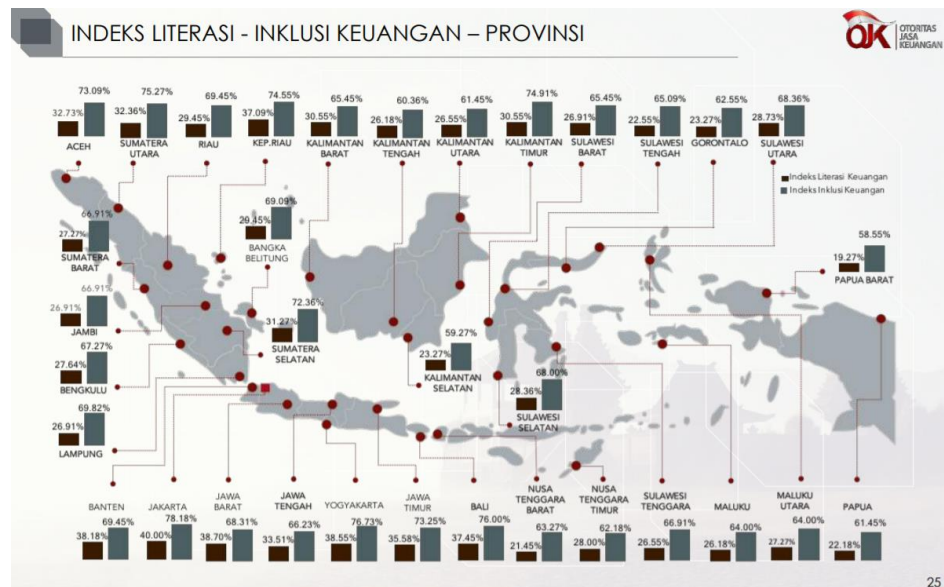 INDEKS LITERASI - INKLUSI KEUANGAN – PROVINSI
OJK
OTORITAS
JASA
KEUANGAN
73.09%
32.73%
ACEH
75.27%
32.36%
SUMATERA
UTARA
69.45%
29.45%
RIAU
74.55%
37.09%
KEP.RIAU
65.45%
30.55%
KALIMANTAN
BARAT
60.36%
26.18%
KALIMANTAN
TENGAH
61.45%
26.55%
KALIMANTAN
UTARA
74.91%
30.55%
KALIMANTAN
TIMUR
65.45%
26.91%
SULAWESI
BARAT
65.09%
22.55%
SULAWESI
TENGAH
62.55%
23.27%
GORONTALO
68.36%
28.73%
SULAWESI
UTARA
Indeks Literasi Keuangan
Indeks Inklusi Keuangan
66.91%
27.27%
SUMATERA
BARAT
69.09%
29.45%
BANGKA
BELITUNG
58.55%
19.27%
PAPUA BARAT
66.91%
26.91%
JAMBI
72.36%
31.27%
SUMATERA
SELATAN
67.27%
27.64%
BENGKULU
59.27%
23.27%
KALIMANTAN
SELATAN
68.00%
28.36%
SULAWESI
SELATAN
69.82%
26.91%
LAMPUNG
BANTEN
69.45%
38.18%
JAKARTA
78.18%
40.00%
JAWA
BARAT
68.31%
38.70%
JAWA
TENGAH
66.23%
33.51%
YOGYAKARTA
76.73%
38.55%
JAWA
TIMUR
73.25%
35.58%
BALI
76.00%
37.45%
NUSA
TENGGARA
BARAT
63.27%
21.45%
NUSA
TENGGARA
TIMUR
62.18%
28.00%
SULAWESI
TENGGARA
66.91%
26.55%
MALUKU
64.00%
26.18%
MALUKU
UTARA
64.00%
27.27%
PAPUA
61.45%
22.18%
25